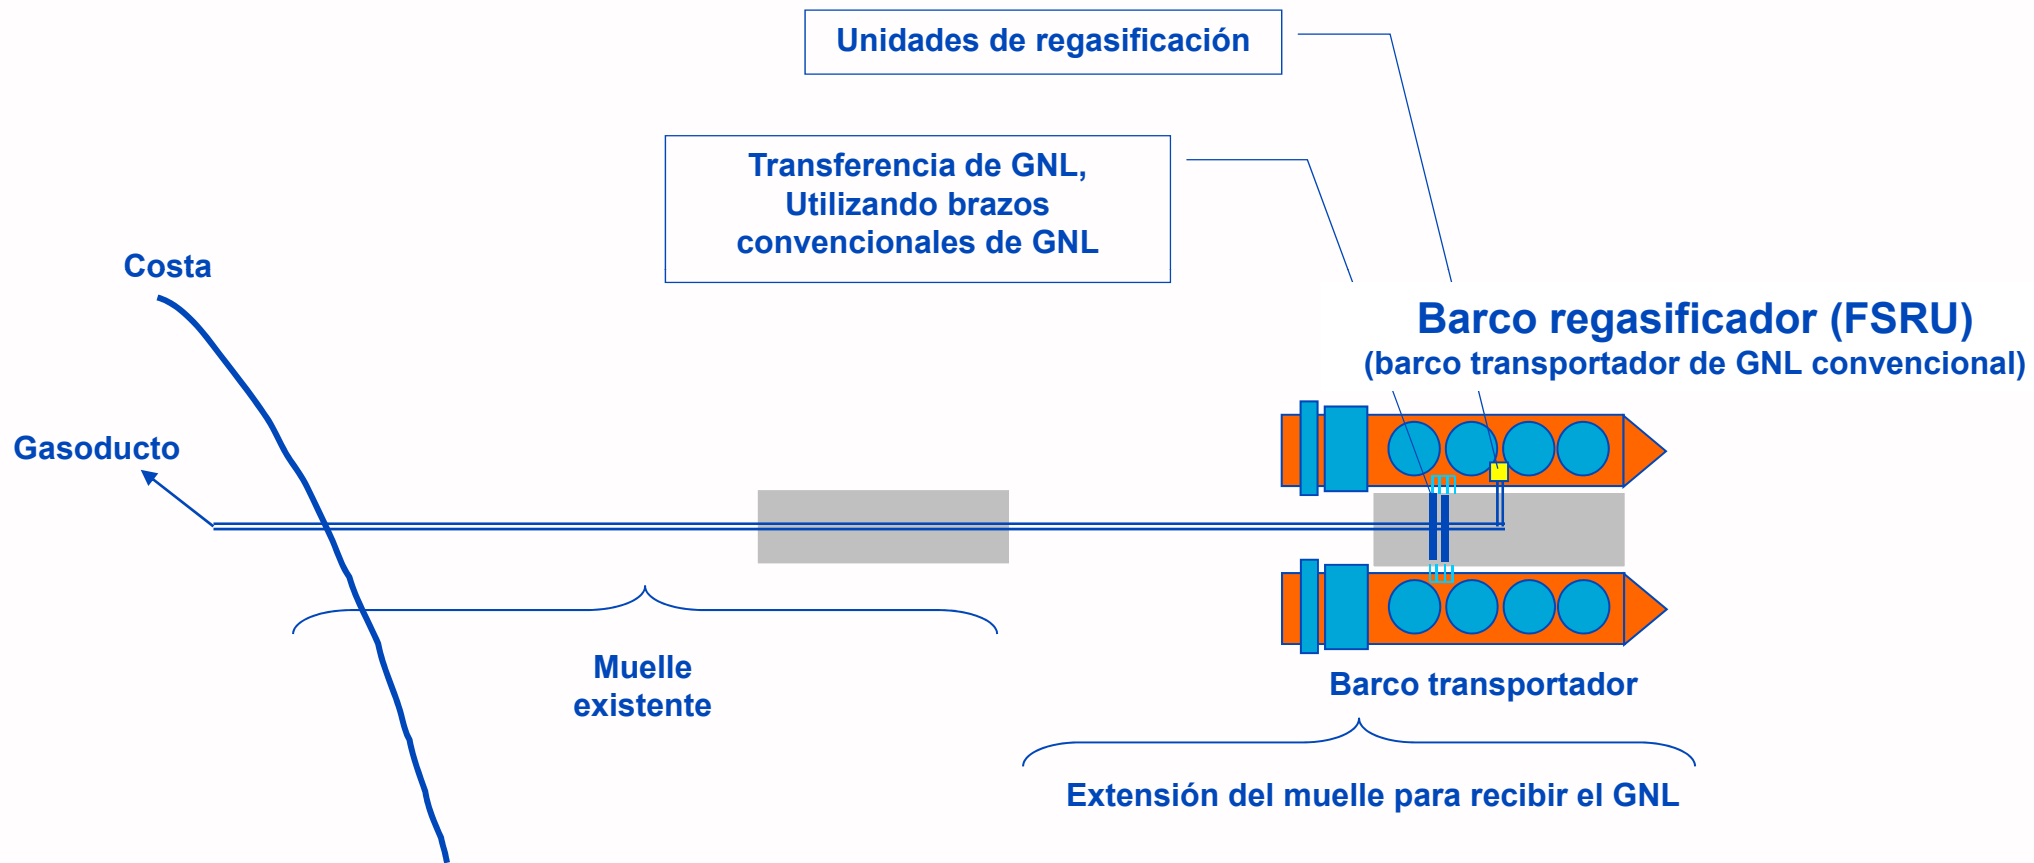 Unidades de regasificación
Transferencia de GNL,
Utilizando brazos
convencionales de GNL
Costa
Barco regasificador (FSRU)
(barco transportador de GNL convencional)
Gasoducto
Muelle
existente
Barco transportador
Extensión del muelle para recibir el GNL